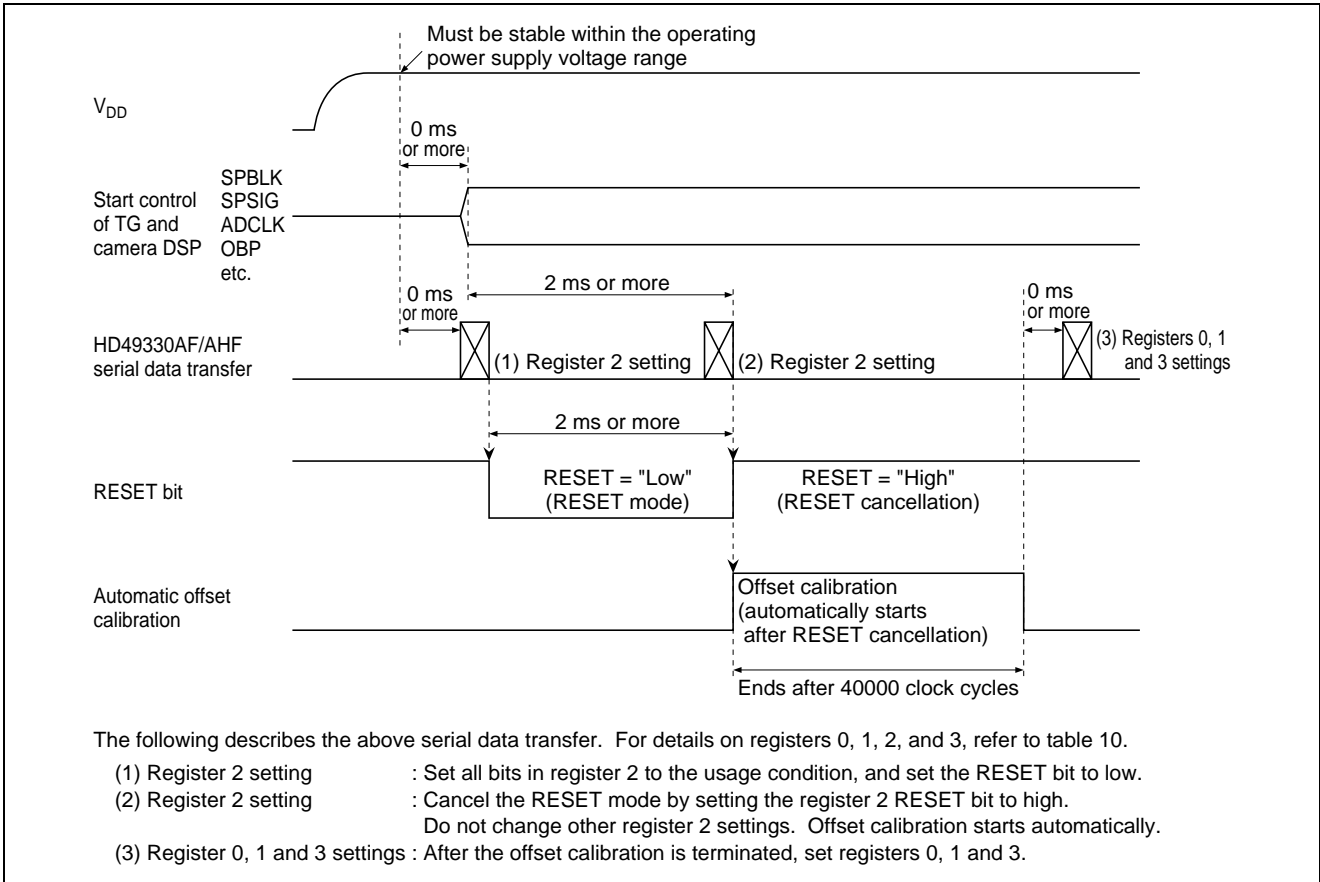 Must be stable within the operating
power supply voltage range
VDD
0 ms
or more
Start control
of TG and
camera DSP
SPBLK
SPSIG
ADCLK
OBP
etc.
2 ms or more
0 ms
or more
0 ms
or more
HD49330AF/AHF
serial data transfer
(1) Register 2 setting
(2) Register 2 setting
(3) Registers 0, 1
and 3 settings
2 ms or more
RESET bit
RESET = "Low"
(RESET mode)
RESET = "High"
(RESET cancellation)
Automatic offset
calibration
Offset calibration
(automatically starts
after RESET cancellation)
Ends after 40000 clock cycles
The following describes the above serial data transfer.  For details on registers 0, 1, 2, and 3, refer to table 10.
(1) Register 2 setting : Set all bits in register 2 to the usage condition, and set the RESET bit to low.
(2) Register 2 setting : Cancel the RESET mode by setting the register 2 RESET bit to high.
Do not change other register 2 settings.  Offset calibration starts automatically.
(3) Register 0, 1 and 3 settings : After the offset calibration is terminated, set registers 0, 1 and 3.